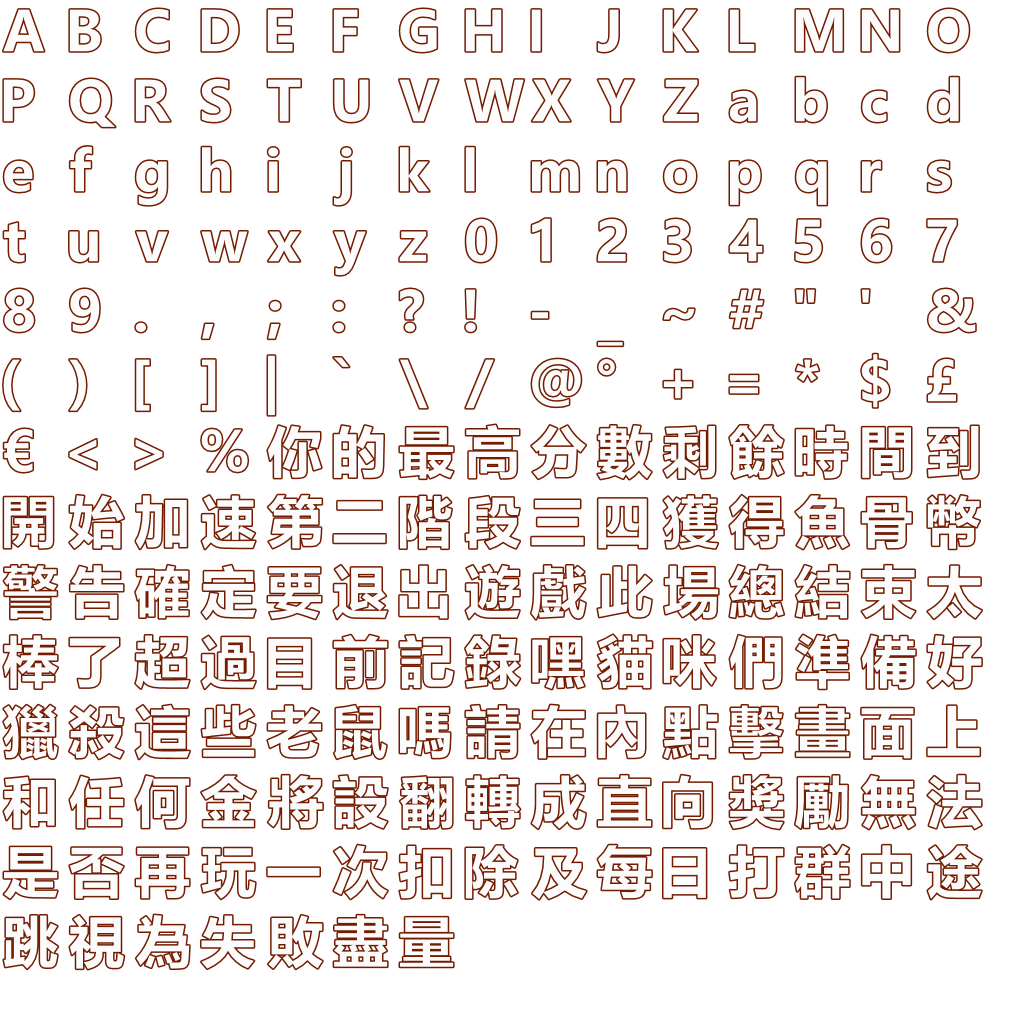 A B C D E F G H I J K L M N O
P Q R S T U V W X Y Z a b c d
e f g h i j k l m n o p q r s
t u v w x y z 0 1 2 3 4 5 6 7
8 9 . , ; : ? ! - _ ~ # " ' &
( ) [ ] | ` \ / @ ° + = * $ £
€ < > % 你 的 最 高 分 數 剩 餘 時 間 到
開 始 加 速 第 二 階 段 三 四 獲 得 魚 骨 幣
警 告 確 定 要 退 出 遊 戲 此 場 總 結 束 太
棒 了 超 過 目 前 記 錄 嘿 貓 咪 們 準 備 好
獵 殺 這 些 老 鼠 嗎 請 在 內 點 擊 畫 面 上
和 任 何 金 將 設 翻 轉 成 直 向 獎 勵 無 法
是 否 再 玩 一 次 扣 除 及 每 日 打 群 中 途
跳 視 為 失 敗 盡 量